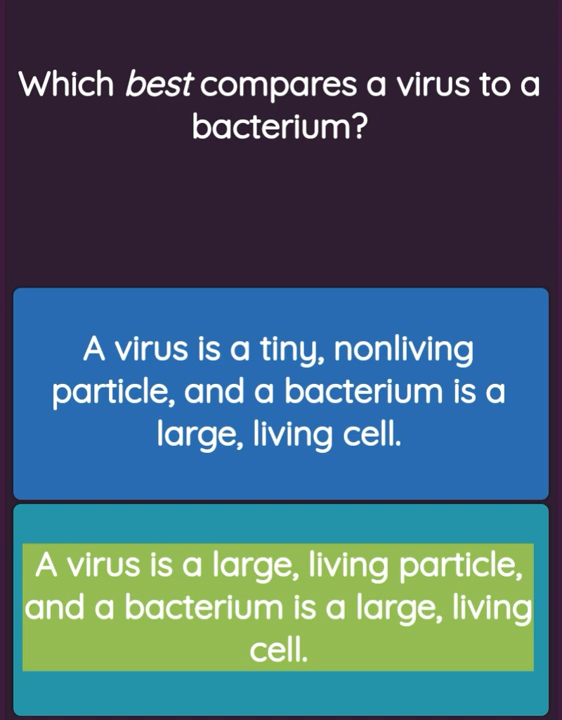 Which best compares a virus to a
bacterium?
A virus is a tiny, nonliving
particle, and a bacterium is a
large, living cell.
A virus is a large, living particle,
and a bacterium is a large, living
cell.